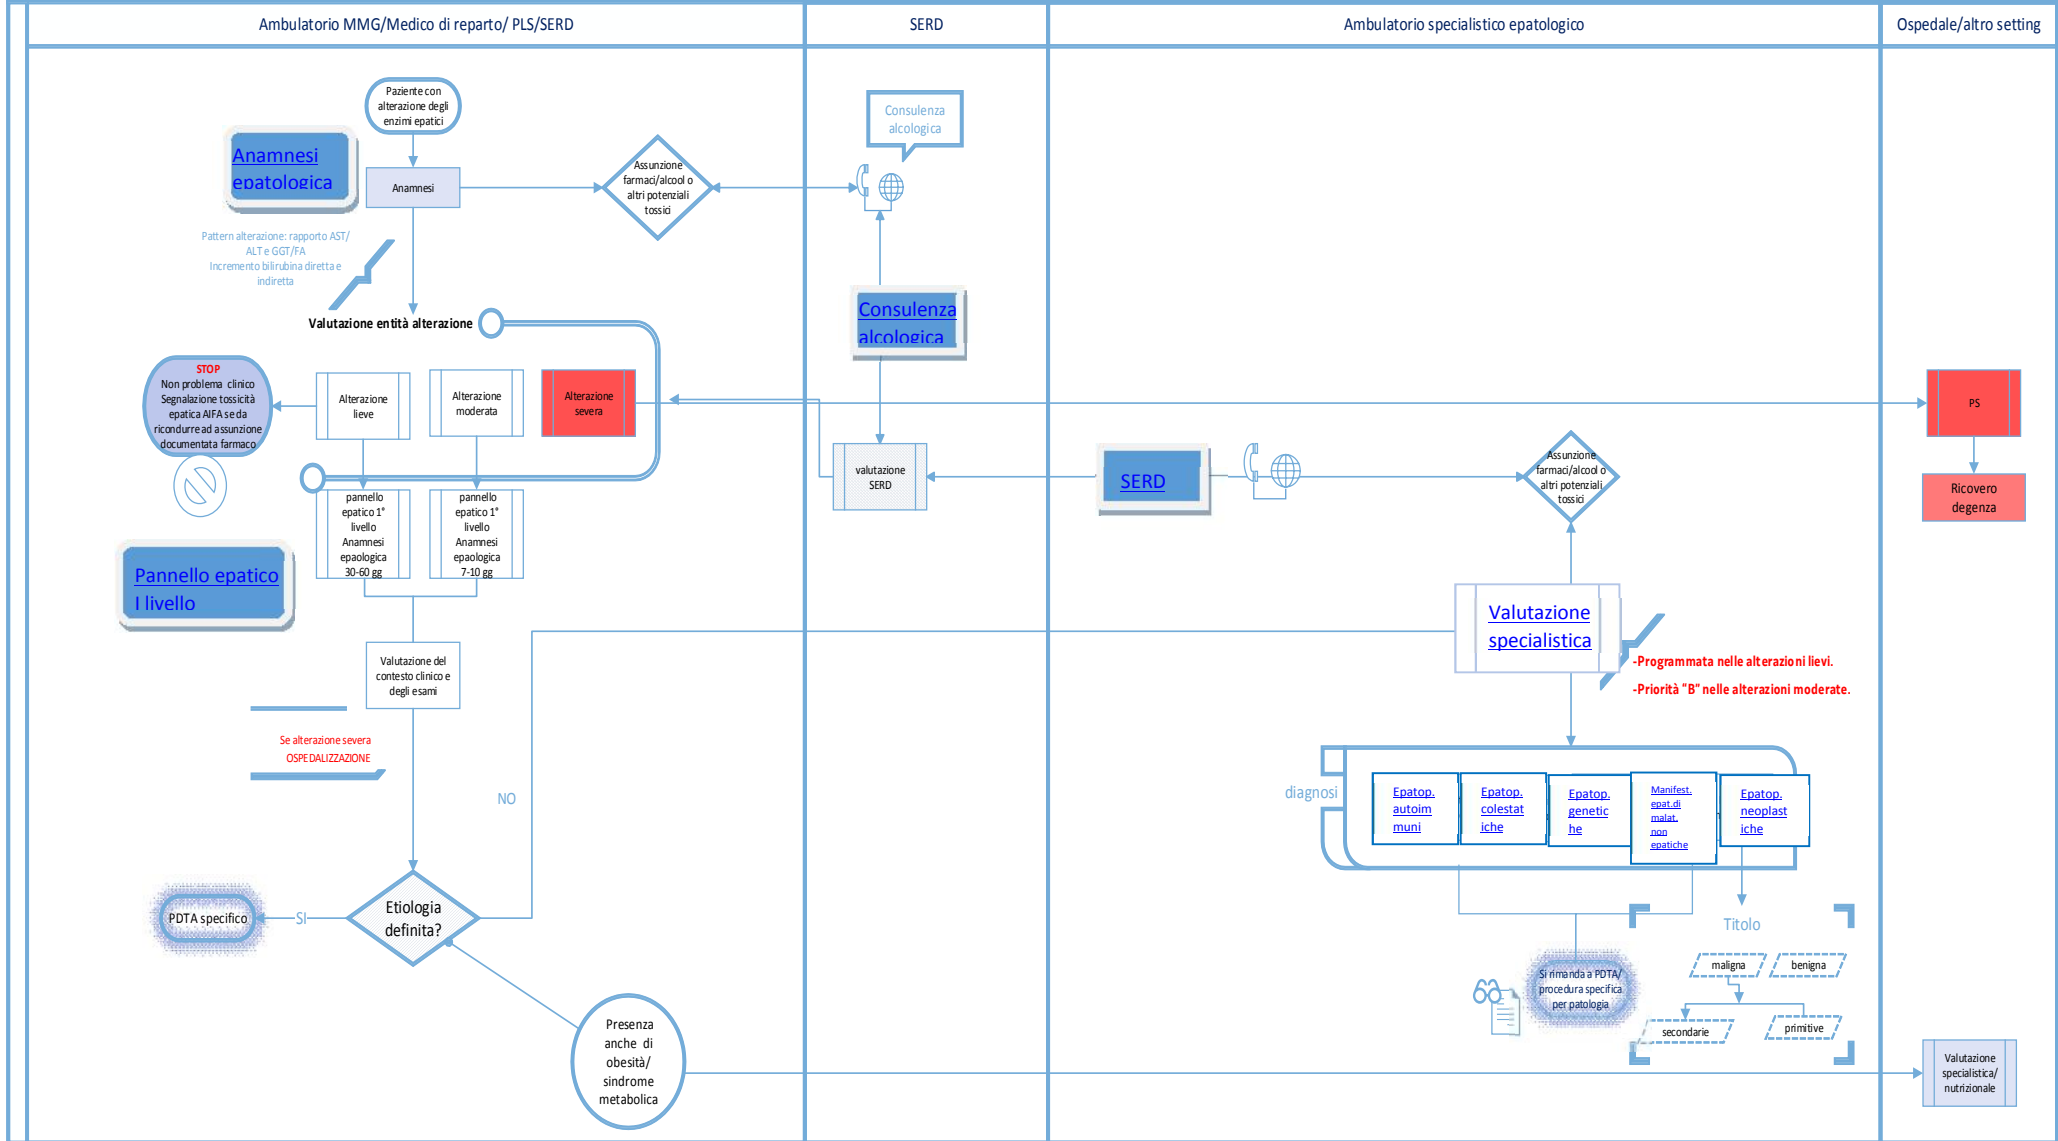 Ambulatorio MMG/Medico di reparto/ PLS/SERD
SERD
Ambulatorio specialistico epatologico
Ospedale/altro setting
Paziente con
alterazione degli
enzimi epatici
Anamnesi
epatologica
Anamnesi
Assunzione
farmaci/alcool o
altri potenziali
tossici
Consulenza
alcologica
Pattern alterazione: rapporto AST/
ALT e GGT/FA
Incremento bilirubina diretta e
indiretta
Valutazione entità alterazione
Consulenza
alcologica
STOP
Non problema clinico
Segnalazione tossicità
epatica AIFA se da
ricondurre ad assunzione
documentata farmaco
Alterazione
lieve
Alterazione
moderata
Alterazione
severa
PS
valutazione
SERD
SERD
Assunzione
farmaci/alcool o
altri potenziali
tossici
Ricovero
degenza
pannello
epatico 1°
livello
Anamnesi
epaologica
30-60 gg
pannello
epatico 1°
livello
Anamnesi
epaologica
7-10 gg
Pannello epatico
I livello
Valutazione
specialistica
-Programmata nelle alterazioni lievi.
-Priorità "B" nelle alterazioni moderate.
Valutazione del
contesto clinico e
degli esami
Se alterazione severa
OSPEDALIZZAZIONE
NO
diagnosi
Epatop.
autoim
muni
Epatop.
colestat
iche
Epatop.
genetic
he
Manifest.
epat.di
malat.
non
epatiche
Epatop.
neoplast
iche
PDTA specifico
SI
Etiologia
definita?
Titolo
maligna
benigna
secondarie
primitive
Si rimanda a PDTA/
procedura specifica
per patologia
Presenza
anche di
obesità/
sindrome
metabolica
Valutazione
specialistica/
nutrizionale